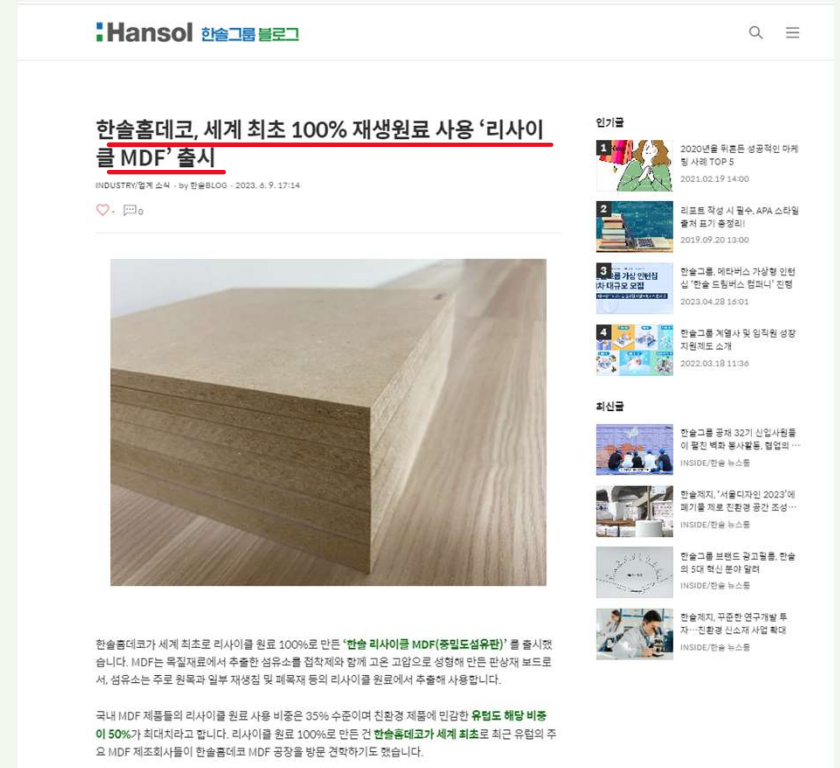 Hansol 한솔그룹 블로그
한솔홈데코, 세계 최초 100% 재생원료 사용 ‘리사이
클 MDF’ 출시
INDUSTRY/업계 소식 · by 한솔BLOG · 2023. 6. 9. 17:14
0
한솔홈데코가 세계 최초로 리사이클 원료 100%로 만든 ‘한솔 리사이클 MDF(중밀도섬유판)’ 를 출시했
습니다. MDF는 목질재료에서 추출한 섬유소를 접착제와 함께 고온 고압으로 성형해 만든 판상재 보드로
서, 섬유소는 주로 원목과 일부 재생칩 및 폐목재 등의 리사이클 원료에서 추출해 사용합니다.
국내 MDF 제품들의 리사이클 원료 사용 비중은 35% 수준이며 친환경 제품에 민감한 유럽도 해당 비중
이 50%가 최대치라고 합니다. 리사이클 원료 100%로 만든 건 한솔홈데코가 세계 최초로 최근 유럽의 주
요 MDF 제조회사들이 한솔홈데코 MDF 공장을 방문 견학하기도 했습니다.
인기글
1
2020년을 뒤흔든 성공적인 마케
팅 사례 TOP 5
2021.02.19 14:00
2
리포트 작성 시 필수, APA 스타일
출처 표기 총정리!
2019.09.20 13:00
3
룹 가상 인턴십
차 대규모 모집
한솔그룹, 메타버스 가상형 인턴
십 ‘한솔 드림버스 컴퍼니’ 진행
2023.04.28 16:01
4
한솔그룹 계열사 및 임직원 성장
지원제도 소개
2022.03.18 11:36
최신글
한솔그룹 공채 32기 신입사원들
이 펼친 벽화 봉사활동, 협업의 …
INSIDE/한솔 뉴스룸
한솔제지, ‘서울디자인 2023’에
폐기물 제로 친환경 공간 조성…
INSIDE/한솔 뉴스룸
한솔그룹 브랜드 광고필름, 한솔
의 5대 혁신 분야 알려
INSIDE/한솔 뉴스룸
한솔제지, 꾸준한 연구개발 투
자…친환경 신소재 사업 확대
INSIDE/한솔 뉴스룸